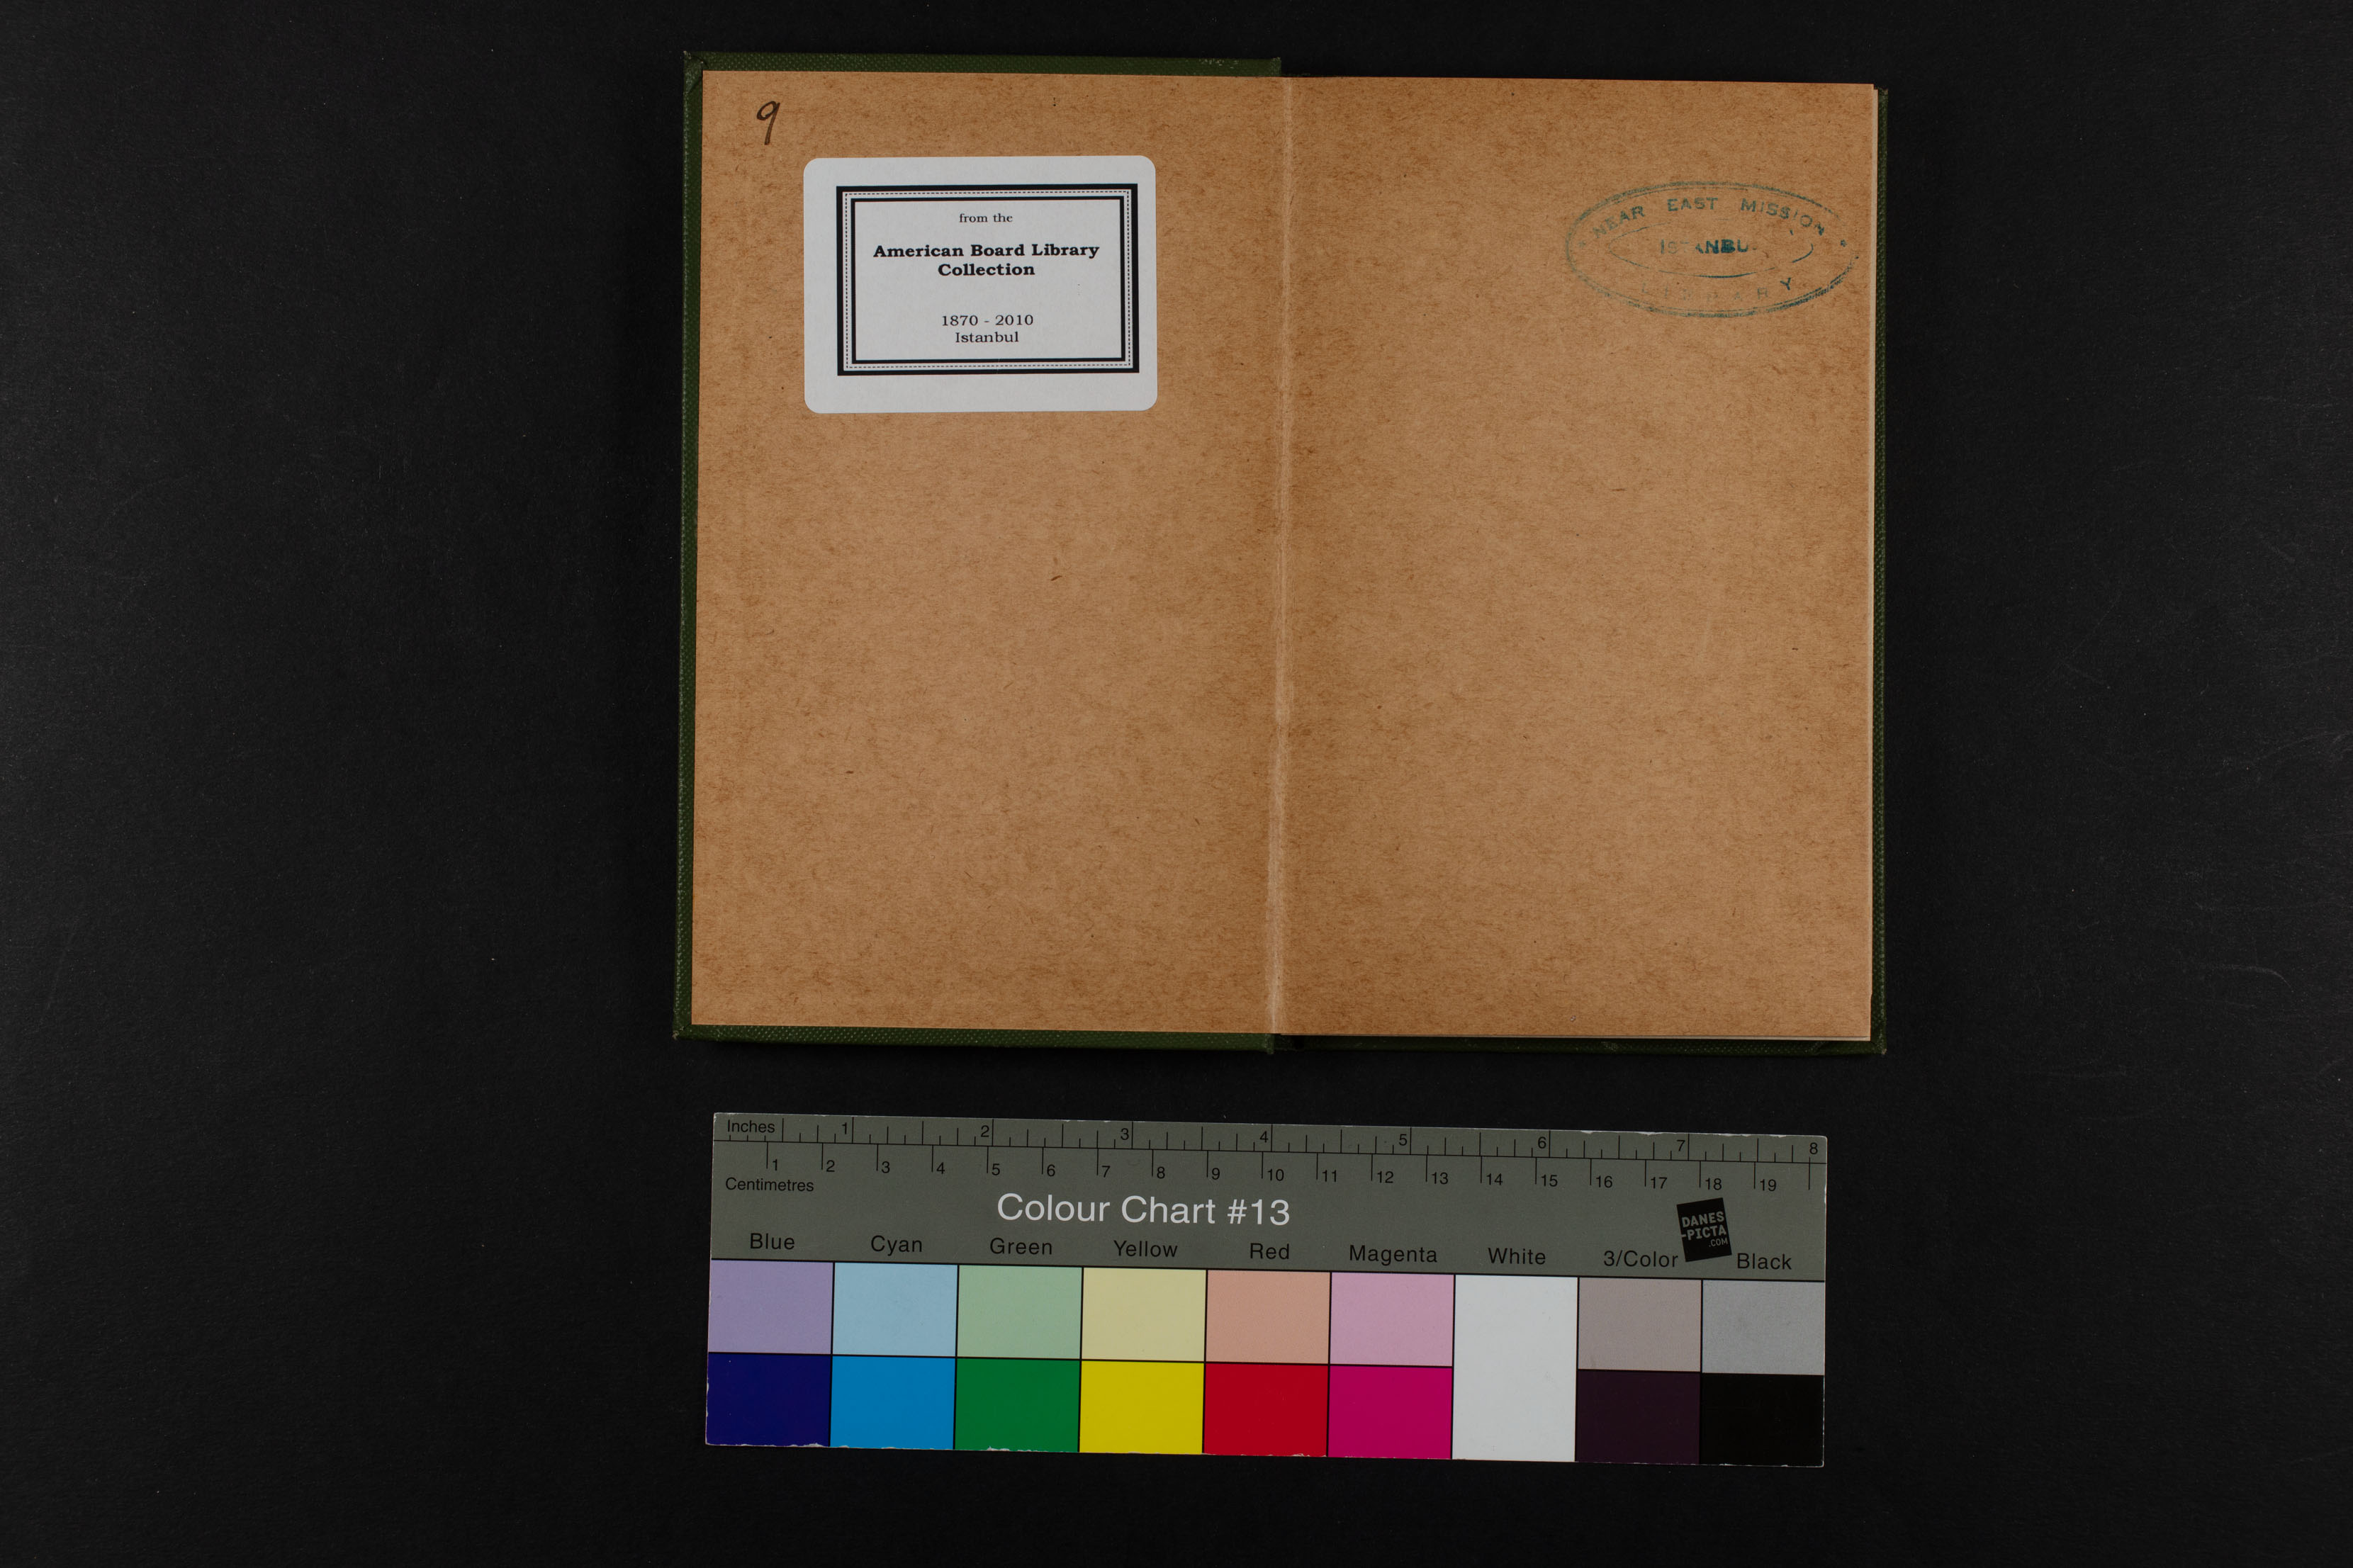 9
from the
American Board Library
Collection
1870 - 2010
Istanbul
NEAR EAST MISSION
ISTANBUL
LIBRARY
Inches 1 2 3 4 5 6 7 8
1 2 3 4 5 6 7 8 9 10 11 12 13 14 15 16 17 18 19
Centimetres
Colour Chart #13
DANES
-PICTA
.COM
Blue Cyan Green Yellow Red Magenta White 3/Color Black